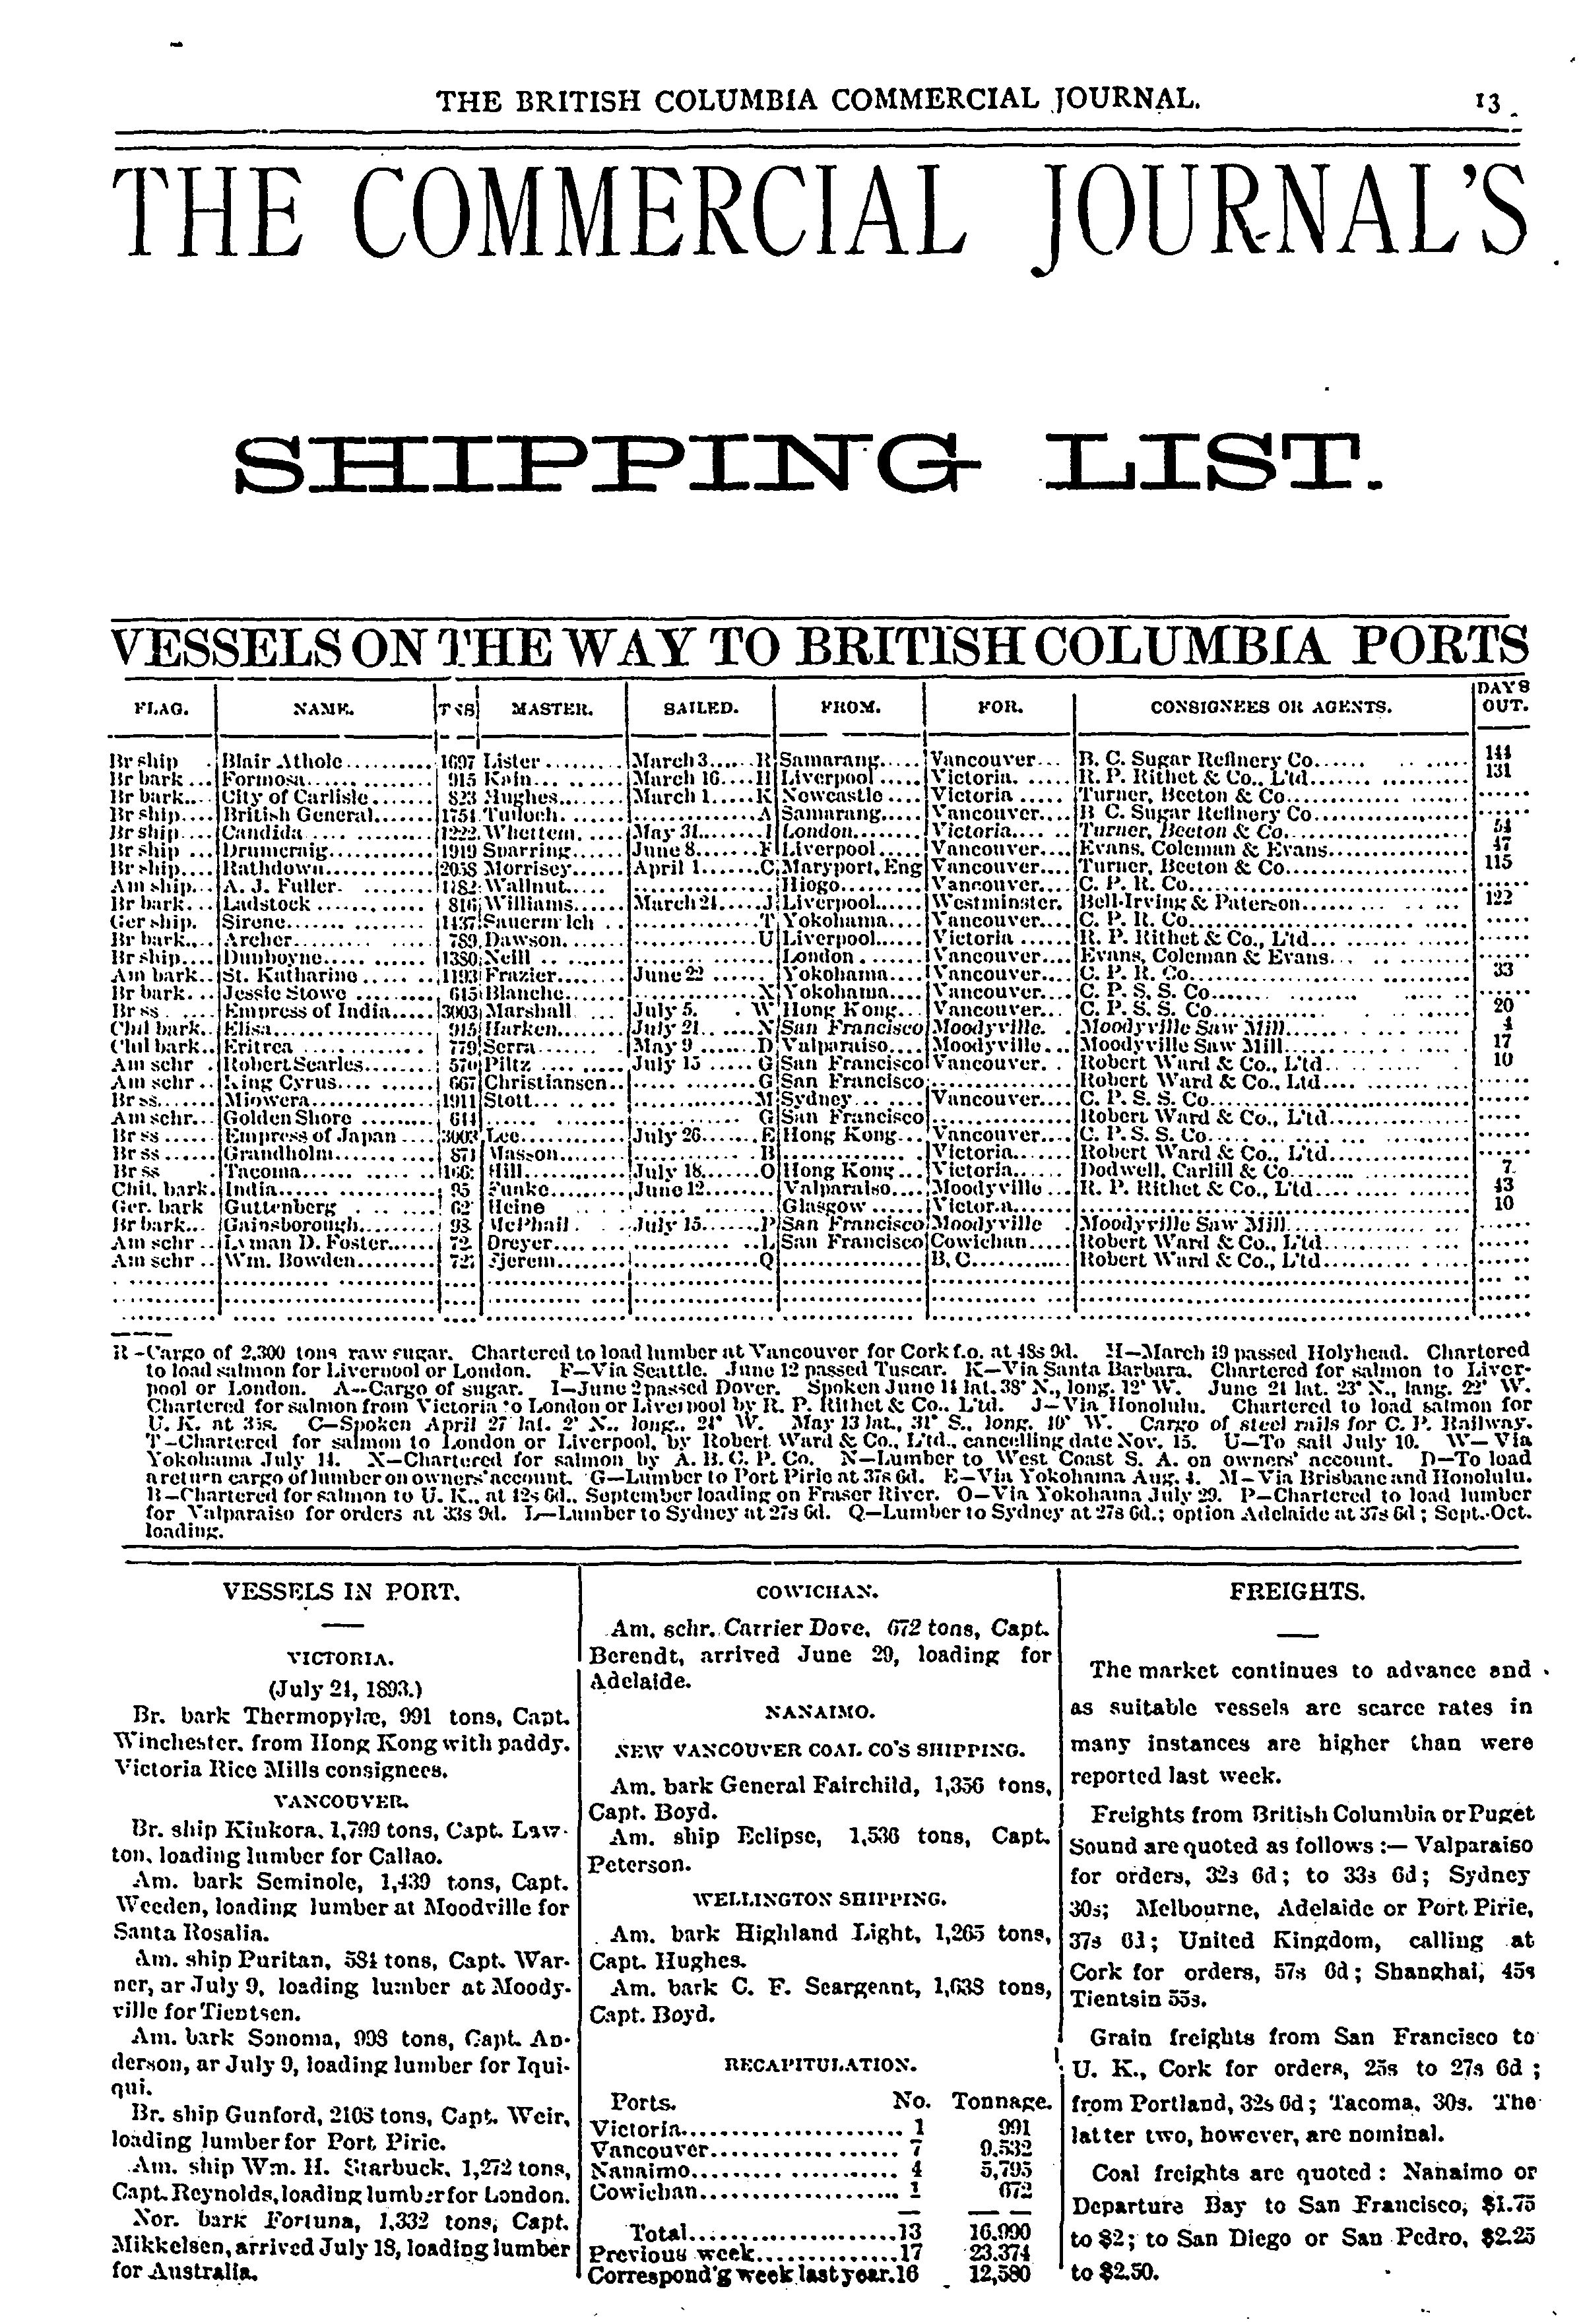 THE BRITISH COLUMBIA COMMERCIAL JOURNAL. 13
THE COMMERCIAL JOURNAL'S
SHIPPING LIST.
VESSELS ON THE WAY TO BRITISH COLUMBIA PORTS
FLAG. NAME. TNS MASTER. SAILED. FROM. FOR. CONSIGNEES OR AGENTS. DAYS OUT.
Br ship Blair Athole 1697 Lister March 3 R Samarang Vancouver B. C. Sugar Refinery Co 144
Br bark Formosa 915 Kain March 16 H Liverpool Victoria R. P. Rithet & Co., L'td 131
Br bark City of Carlisle 823 Hughes March 1 K Newcastle Victoria Turner, Beeton & Co
Br ship British General 1754 Tulloch A Samarang Vancouver B C. Sugar Refinery Co
Br ship Candida 1222 Whettem May 31 I London Victoria Turner, Beeton & Co 54
Br ship Drumcraig 1919 Sparring June 8 F Liverpool Vancouver Evans, Coleman & Evans 47
Br ship Rathdown 2058 Morrisey April 1 C Maryport, Eng Vancouver Turner, Beeton & Co 115
Am ship A. J. Fuller 1782 Wallnut Hiogo Vancouver C. P. R. Co
Br bark Ladstock 816 Williams March 24 J Liverpool Westminster Bell-Irving & Paterson 122
Ger ship Sirene 1437 Sauerm'lch T Yokohama Vancouver C. P. R. Co
Br bark Archer 789 Dawson U Liverpool Victoria R. P. Rithet & Co., L'td
Br ship Dunboyne 1380 Neill London Vancouver Evans, Coleman & Evans
Am bark St. Katharine 1193 Frazier June 22 Yokohama Vancouver C. P. R. Co 33
Br bark Jessie Stowe 615 Blanche X Yokohama Vancouver C. P. S. S. Co
Br ss Empress of India 3003 Marshall July 5. W Hong Kong Vancouver C. P. S. S. Co 20
Chil bark Elisa 915 Harken July 21 N San Francisco Moodyville Moodyville Saw Mill 4
Chil bark Eritrea 779 Serra May 9 D Valparaiso Moodyville Moodyville Saw Mill 17
Am schr Robert Searles 570 Piltz July 15 G San Francisco Vancouver Robert Ward & Co., L'td 10
Am schr King Cyrus 667 Christiansen G San Francisco Robert Ward & Co., Ltd
Br ss Miowera 1911 Stott M Sydney Vancouver C. P. S. S. Co
Am schr Golden Shore 614 G San Francisco Robert Ward & Co., L'td
Br ss Empress of Japan 3003 Lee July 26 E Hong Kong Vancouver C. P. S. S. Co
Br ss Grandholm 871 Masson B Victoria Robert Ward & Co., L'td
Br ss Tacoma 166 Hill July 18 O Hong Kong Victoria Dodwell, Carlill & Co 7
Chil. bark India 95 Funke June 12 Valparaiso Moodyville R. P. Rithet & Co., L'td 43
Ger. bark Guttenberg 62 Heine Glasgow Victor.a 10
Br bark Gainsborough 98 McPhail July 15 P San Francisco Moodyville Moodyville Saw Mill
Am schr Lyman D. Foster 72 Dreyer L San Francisco Cowichan Robert Ward & Co., L'td
Am schr Wm. Bowden 72 Fjerem Q B. C Robert Ward & Co., L'td
R—Cargo of 2,300 tons raw sugar. Chartered to load lumber at Vancouver for Cork f.o. at 48s 9d. H—March 19 passed Holyhead. Chartered
to load salmon for Liverpool or London. F—Via Seattle. June 12 passed Tuscar. K—Via Santa Barbara. Chartered for salmon to Liver-
pool or London. A—Cargo of sugar. I—June 2 passed Dover. Spoken June 11 lat. 38° N., long. 12° W. June 21 lat. 23° N., lang. 22° W.
Chartered for salmon from Victoria to London or Liverpool by R. P. Rithet & Co.. L'td. J—Via Honolulu. Chartered to load salmon for
U. K. at 35s. C—Spoken April 27 lat. 2° N., long., 24° W. May 13 lat., 31° S., long. 40° W. Cargo of steel rails for C. P. Railway.
T—Chartered for salmon to London or Liverpool, by Robert Ward & Co., L'td., cancelling date Nov. 15. U—To sail July 10. W—Via
Yokohama July 14. X—Chartered for salmon by A. B. C. P. Co. N—Lumber to West Coast S. A. on owners' account. D—To load
a return cargo of lumber on owners' account. G—Lumber to Port Pirie at 37s 6d. E—Via Yokohama Aug. 4. M—Via Brisbane and Honolulu.
B—Chartered for salmon to U. K., at 42s 6d., September loading on Fraser River. O—Via Yokohama July 29. P—Chartered to load lumber
for Valparaiso for orders at 33s 9d. L—Lumber to Sydney at 27s 6d. Q—Lumber to Sydney at 27s 6d.; option Adelaide at 37s 6d; Sept.-Oct.
loading.
VESSELS IN PORT.
VICTORIA.
(July 24, 1893.)
Br. bark Thermopylæ, 991 tons, Capt.
Winchester, from Hong Kong with paddy.
Victoria Rice Mills consignees.
VANCOUVER.
Br. ship Kinkora, 1,799 tons, Capt. Law-
ton, loading lumber for Callao.
Am. bark Seminole, 1,439 tons, Capt.
Weeden, loading lumber at Moodville for
Santa Rosalia.
Am. ship Puritan, 584 tons, Capt. War-
ner, ar July 9, loading lumber at Moody-
ville for Tientsen.
Am. bark Sonoma, 998 tons, Capt. An-
derson, ar July 9, loading lumber for Iqui-
qui.
Br. ship Gunford, 2108 tons, Capt. Weir,
loading lumber for Port Pirie.
Am. ship Wm. H. Starbuck, 1,272 tons,
Capt. Reynolds, loading lumber for London.
Nor. bark Fortuna, 1,332 tons, Capt.
Mikkelsen, arrived July 18, loading lumber
for Australia.
COWICHAN.
Am. schr. Carrier Dove, 672 tons, Capt.
Berendt, arrived June 29, loading for
Adelaide.
NANAIMO.
NEW VANCOUVER COAL CO'S SHIPPING.
Am. bark General Fairchild, 1,356 tons,
Capt. Boyd.
Am. ship Eclipse, 1,536 tons, Capt.
Peterson.
WELLINGTON SHIPPING.
Am. bark Highland Light, 1,265 tons,
Capt. Hughes.
Am. bark C. F. Seargeant, 1,638 tons,
Capt. Boyd.
RECAPITULATION.
Ports. No. Tonnage.
Victoria 1 991
Vancouver 7 9,532
Nanaimo 4 5,795
Cowichan 1 672
Total 13 16,990
Previous week 17 23,374
Correspond'g week last year. 16 12,580
FREIGHTS.
The market continues to advance and
as suitable vessels are scarce rates in
many instances are higher than were
reported last week.
Freights from British Columbia or Puget
Sound are quoted as follows :— Valparaiso
for orders, 32s 6d; to 33s 6d; Sydney
30s; Melbourne, Adelaide or Port Pirie,
37s 6d; United Kingdom, calling at
Cork for orders, 57s 6d; Shanghai, 45s
Tientsin 55s.
Grain freights from San Francisco to
U. K., Cork for orders, 25s to 27s 6d ;
from Portland, 32s 6d; Tacoma, 30s. The
latter two, however, are nominal.
Coal freights are quoted : Nanaimo or
Departure Bay to San Francisco, $1.75
to $2; to San Diego or San Pedro, $2.25
to $2.50.